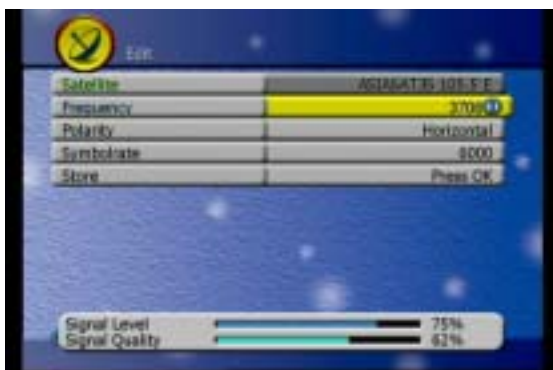 Edit
Satellite ASIASAT3S 105.5°E
Frequency 3706
Polarity Horizontal
Symbolrate 6000
Store Press OK
Signal Level 75%
Signal Quality 62%